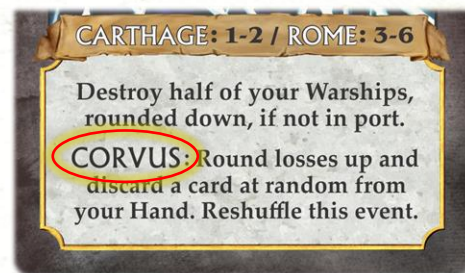 CARTHAGE: 1-2 / ROME: 3-6
Destroy half of your Warships,
rounded down, if not in port.
CORVUS: Round losses up and
discard a card at random from
your Hand. Reshuffle this event.